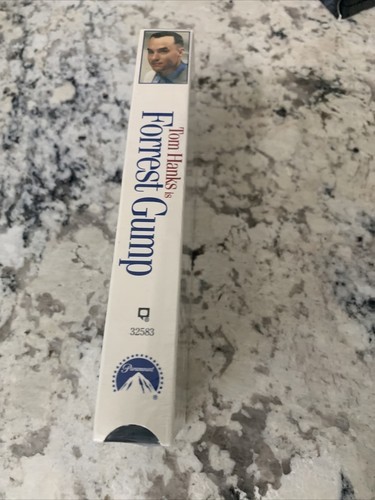 Tom Hanks is
Forrest Gump
32583
Paramount